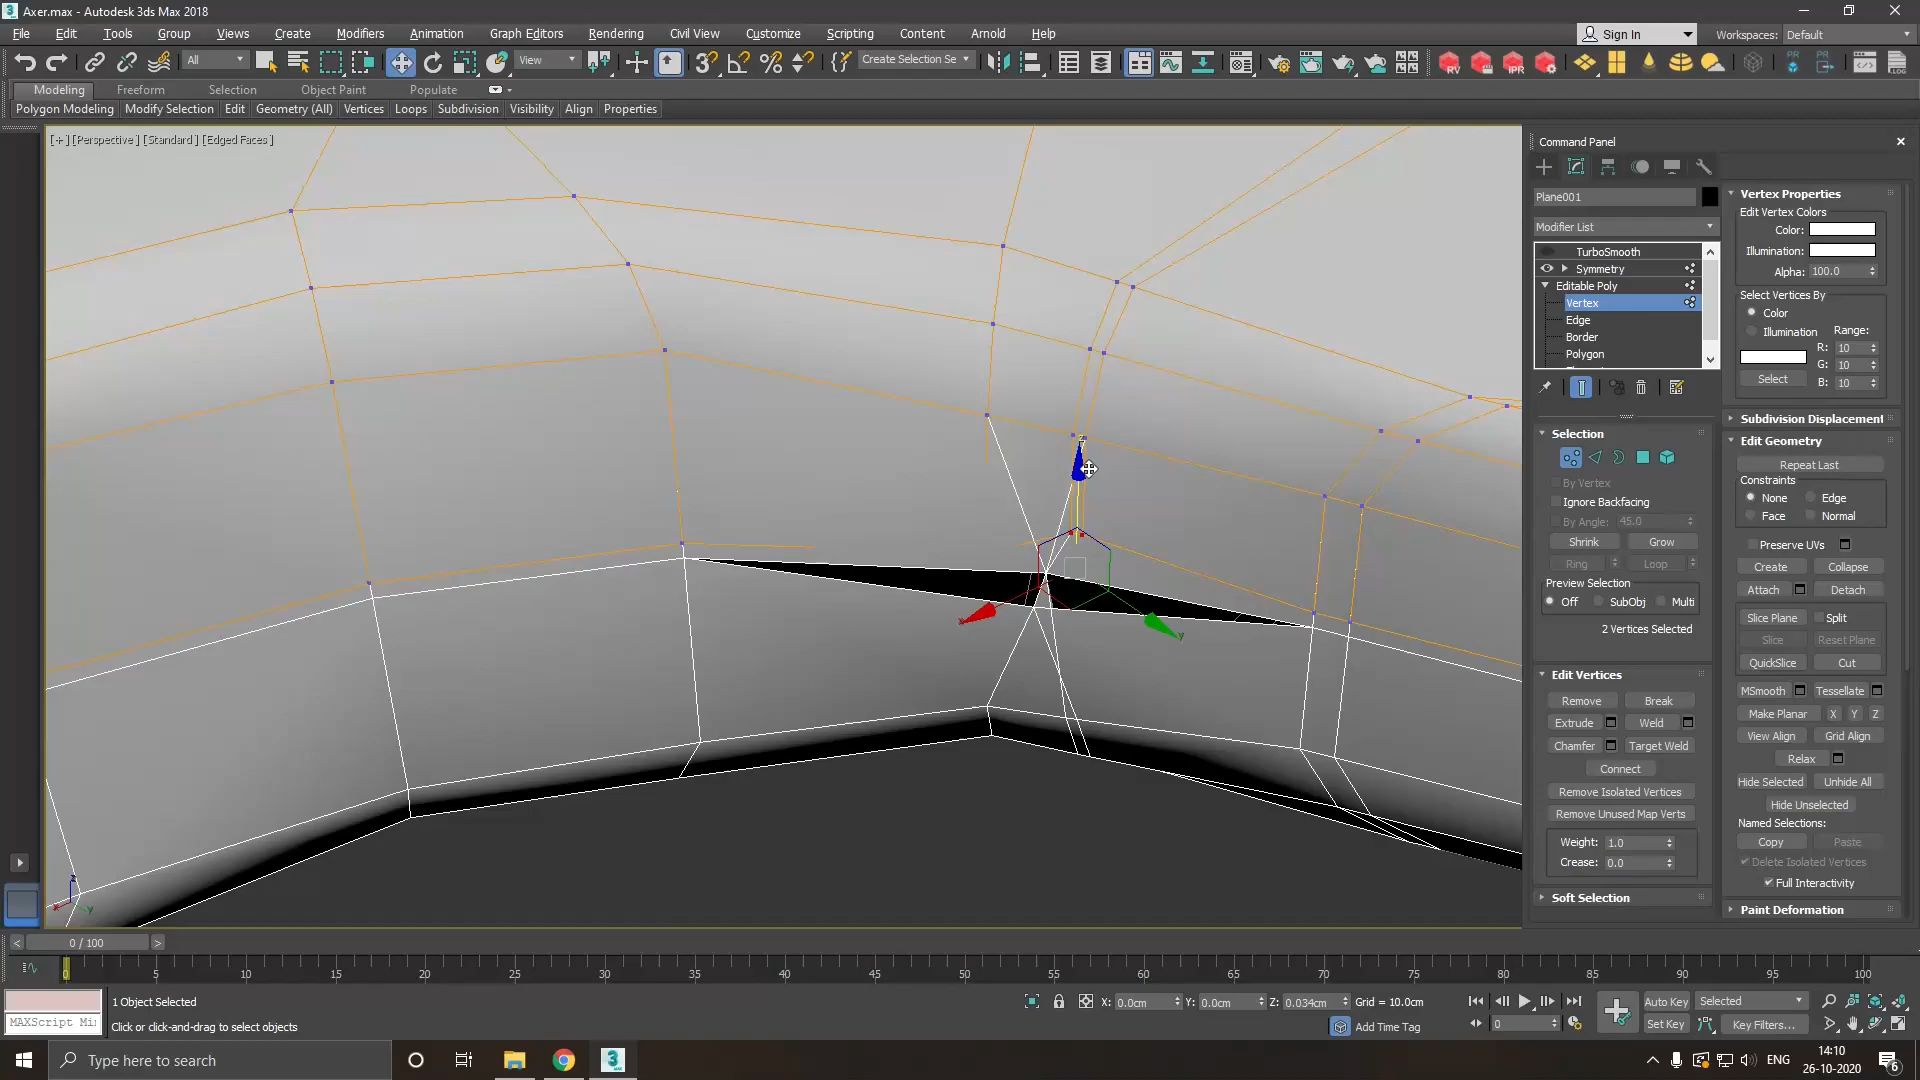 Axer.max - Autodesk 3ds Max 2018
File Edit Tools Group Views Create Modifiers Animation Graph Editors Rendering Civil View Customize Scripting Content Arnold Help
Sign In Workspaces: Default
All View Create Selection Se RV IPR LOG
Modeling Freeform Selection Object Paint Populate
Polygon Modeling Modify Selection Edit Geometry (All) Vertices Loops Subdivision Visibility Align Properties
[+] [Perspective] [Standard] [Edged Faces]
Command Panel
Plane001
Modifier List
TurboSmooth
Symmetry
Editable Poly
Vertex
Edge
Border
Polygon
Selection
By Vertex
Ignore Backfacing
By Angle: 45.0
Shrink Grow
Ring Loop
Preview Selection
Off SubObj Multi
2 Vertices Selected
Edit Vertices
Remove Break
Extrude Weld
Chamfer Target Weld
Connect
Remove Isolated Vertices
Remove Unused Map Verts
Weight: 1.0
Crease: 0.0
Soft Selection
Vertex Properties
Edit Vertex Colors
Color:
Illumination:
Alpha: 100.0
Select Vertices By
Color
Illumination Range:
R: 10
G: 10
B: 10
Select
Subdivision Displacement
Edit Geometry
Repeat Last
Constraints
None Edge
Face Normal
Preserve UVs
Create Collapse
Attach Detach
Slice Plane Split
Slice Reset Plane
QuickSlice Cut
MSmooth Tessellate
Make Planar X Y Z
View Align Grid Align
Relax
Hide Selected Unhide All
Hide Unselected
Named Selections:
Copy Paste
Delete Isolated Vertices
Full Interactivity
Paint Deformation
x y z
x y z
< 0 / 100 >
0 5 10 15 20 25 30 35 40 45 50 55 60 65 70 75 80 85 90 95 100
1 Object Selected X: 0.0cm Y: 0.0cm Z: 0.034cm Grid = 10.0cm Auto Key Selected
MAXScript Mi Click or click-and-drag to select objects Add Time Tag 0 Set Key Key Filters...
Type here to search ENG 14:10
26-10-2020 6